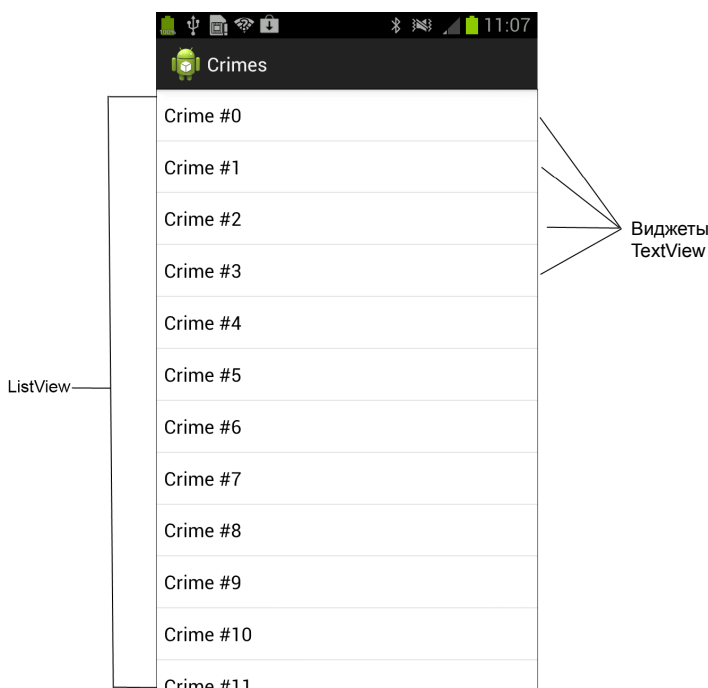 100%
11:07
Crimes
Crime #0
Crime #1
Crime #2
Crime #3
Виджеты
TextView
Crime #4
Crime #5
ListView
Crime #6
Crime #7
Crime #8
Crime #9
Crime #10
Crime #11